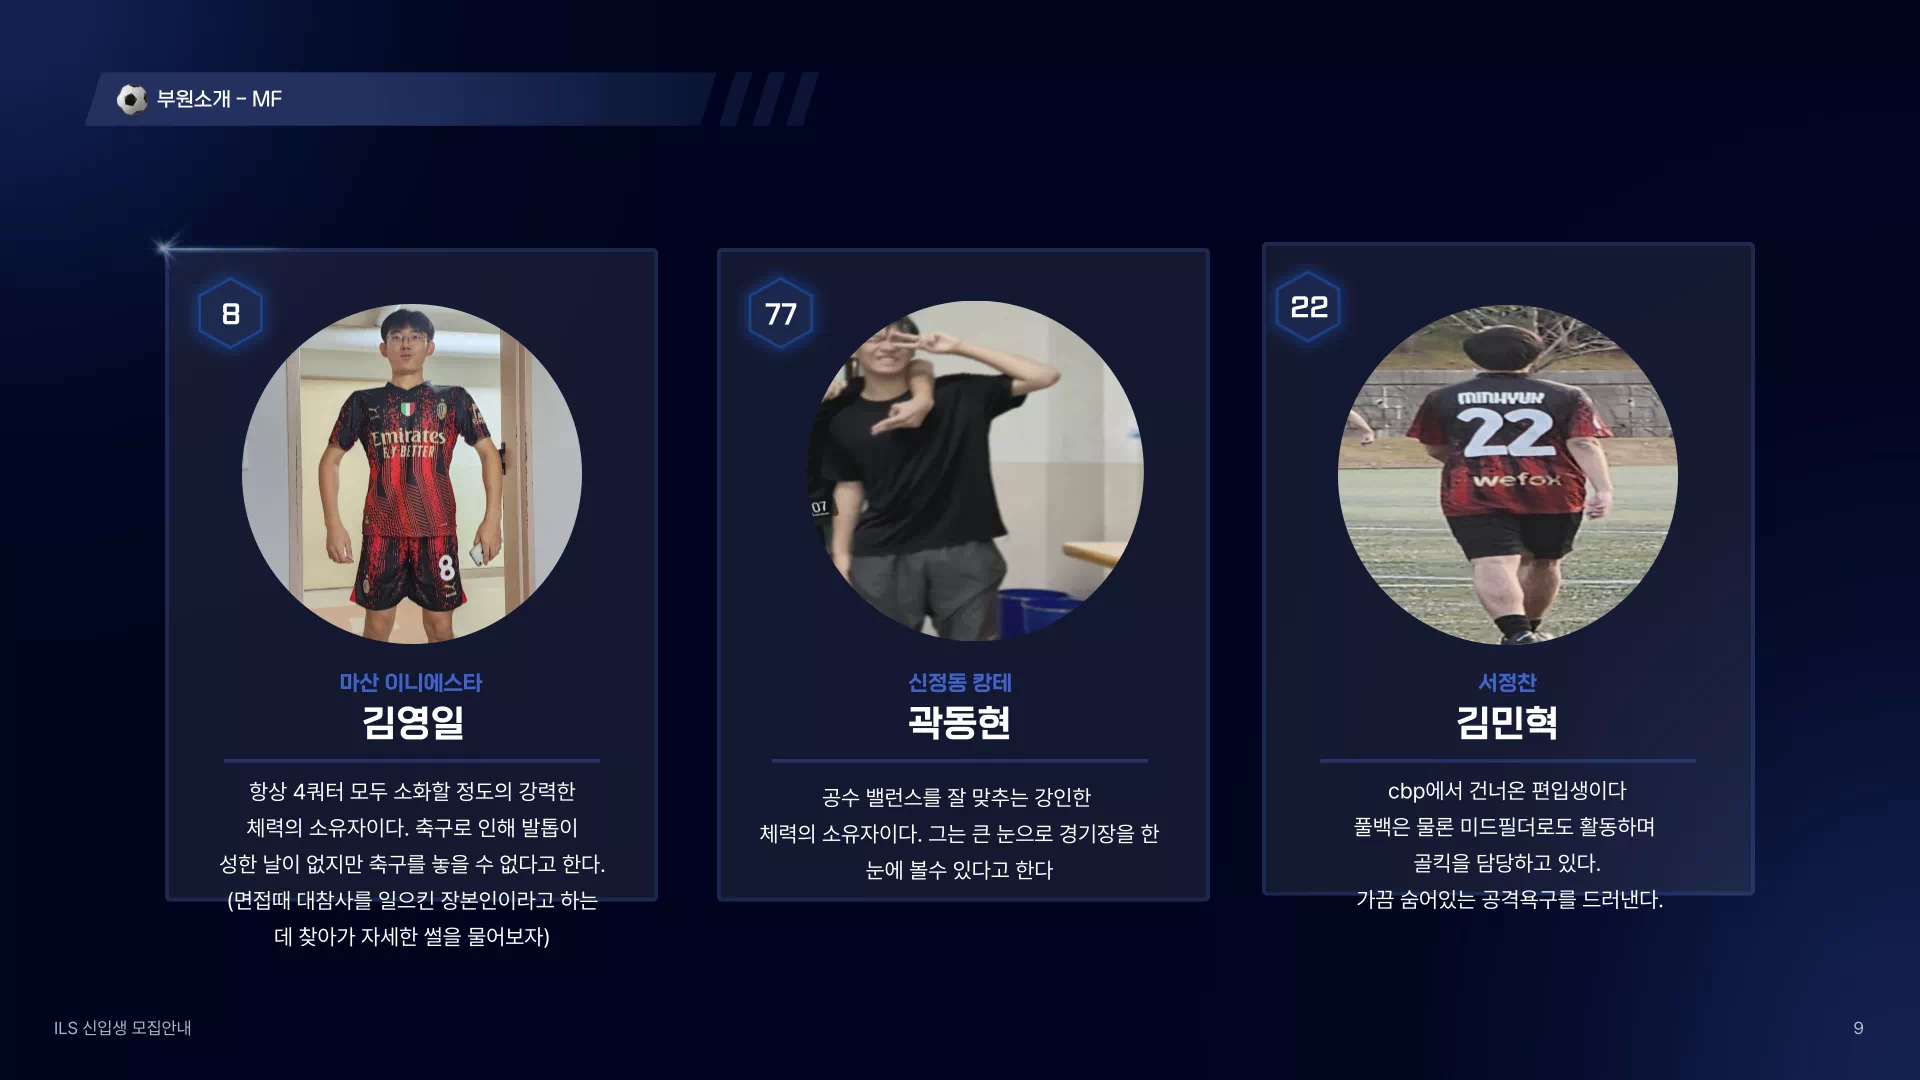 부원소개 - MF
8
Emirates
FLY BETTER
8
마산 이니에스타
김영일
항상 4쿼터 모두 소화할 정도의 강력한
체력의 소유자이다. 축구로 인해 발톱이
성한 날이 없지만 축구를 놓을 수 없다고 한다.
(면접때 대참사를 일으킨 장본인이라고 하는
데 찾아가 자세한 썰을 물어보자)
77
07
신정동 캉테
곽동현
공수 밸런스를 잘 맞추는 강인한
체력의 소유자이다. 그는 큰 눈으로 경기장을 한
눈에 볼수 있다고 한다
22
MINHYUK
22
wefox
서정찬
김민혁
cbp에서 건너온 편입생이다
풀백은 물론 미드필더로도 활동하며
골킥을 담당하고 있다.
가끔 숨어있는 공격욕구를 드러낸다.
ILS 신입생 모집안내
9